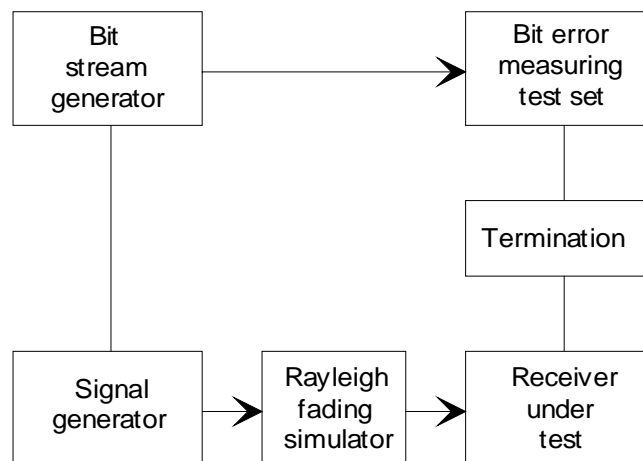 Bit
stream
generator
Bit error
measuring
test set
Termination
Signal
generator
Rayleigh
fading
simulator
Receiver
under
test